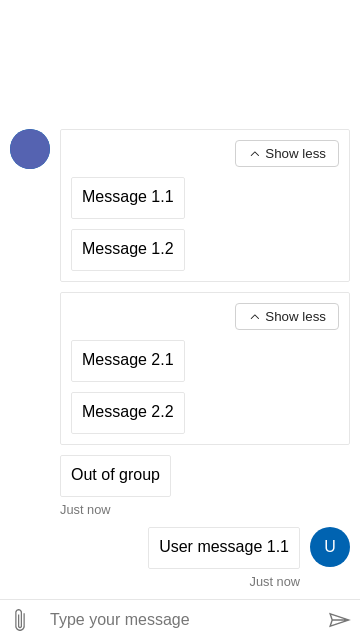 Show less
Message 1.1
Message 1.2
Show less
Message 2.1
Message 2.2
Out of group
Just now
User message 1.1
U
Just now
Type your message